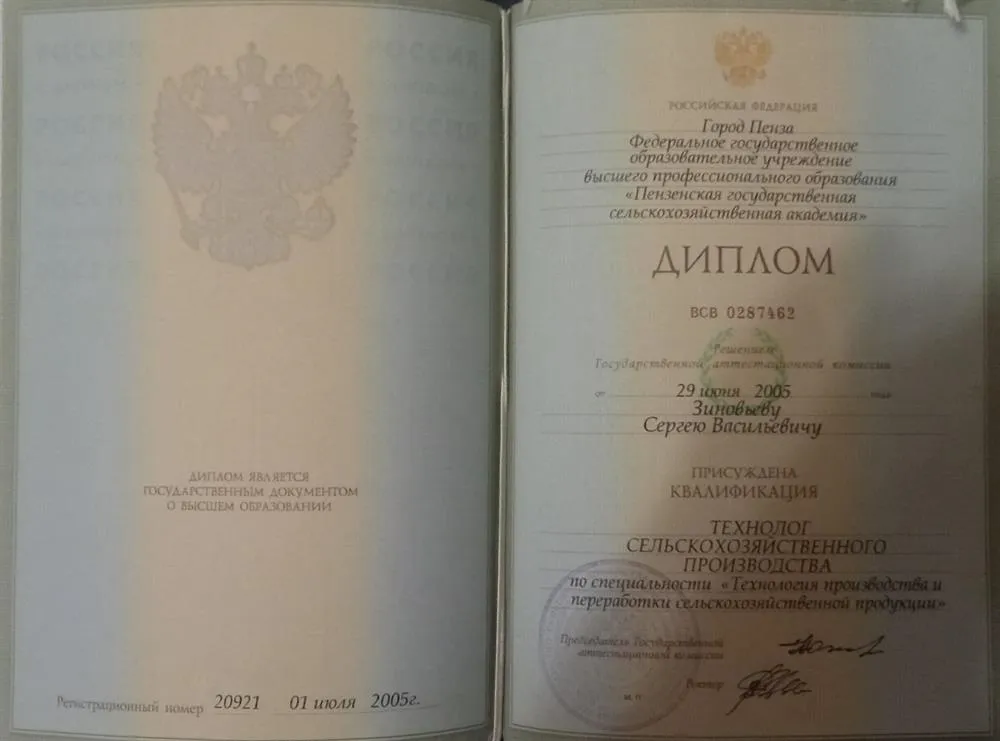 ДИПЛОМ ЯВЛЯЕТСЯ
ГОСУДАРСТВЕННЫМ ДОКУМЕНТОМ
О ВЫСШЕМ ОБРАЗОВАНИИ
Регистрационный номер 20921 01 июля 2005г.
РОССИЙСКАЯ ФЕДЕРАЦИЯ
Город Пенза
Федеральное государственное
образовательное учреждение
высшего профессионального образования
«Пензенская государственная
сельскохозяйственная академия»
ДИПЛОМ
ВСВ 0287462
Решением
Государственной аттестационной комиссии
от 29 июня 2005 года
Зиновьеву
Сергею Васильевичу
ПРИСУЖДЕНА
КВАЛИФИКАЦИЯ
ТЕХНОЛОГ
СЕЛЬСКОХОЗЯЙСТВЕННОГО
ПРОИЗВОДСТВА
по специальности «Технология производства и
переработки сельскохозяйственной продукции»
Председатель Государственной
аттестационной комиссии
Ректор
М.П.